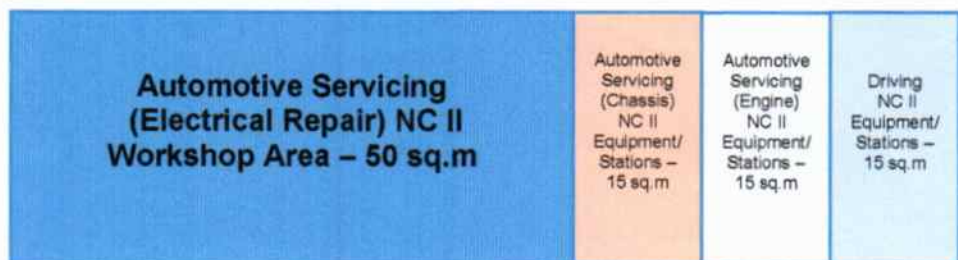 Automotive Servicing
(Electrical Repair) NC II
Workshop Area – 50 sq.m
Automotive
Servicing
(Chassis)
NC II
Equipment/
Stations –
15 sq.m
Automotive
Servicing
(Engine)
NC II
Equipment/
Stations –
15 sq.m
Driving
NC II
Equipment/
Stations –
15 sq.m